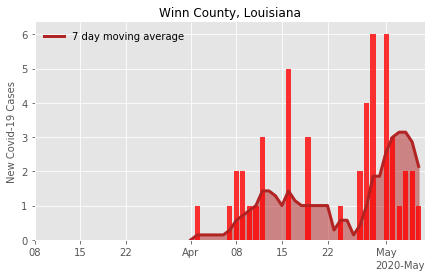 Winn County, Louisiana
7 day moving average
New Covid-19 Cases
6
5
4
3
2
1
0
08 15 22 Apr 08 15 22 May
2020-May